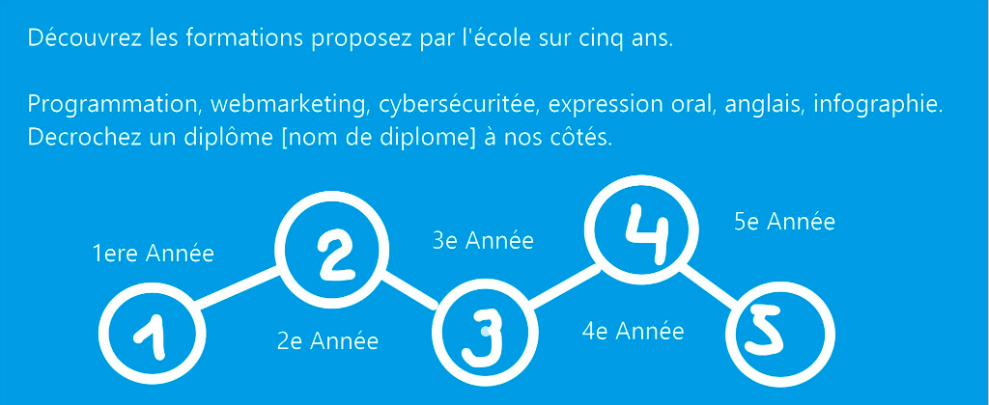 Découvrez les formations proposez par l'école sur cinq ans.
Programmation, webmarketing, cybersécuritée, expression oral, anglais, infographie.
Decrochez un diplôme [nom de diplome] à nos côtés.
1ere Année
2
3e Année
4
5e Année
1
2e Année
3
4e Année
5